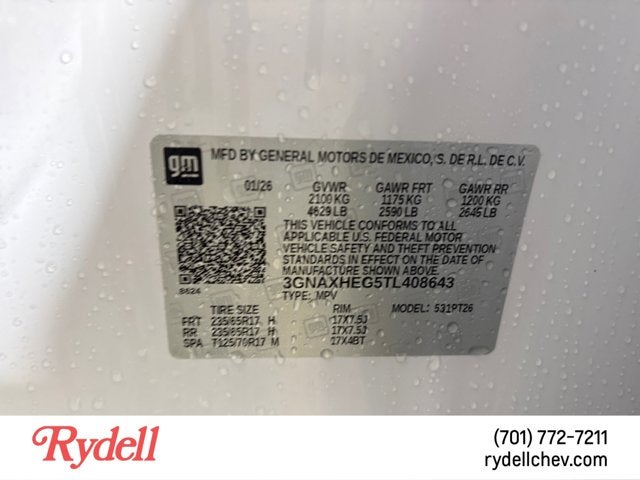 gm
MFD BY GENERAL MOTORS DE MEXICO, S. DE R.L. DE C.V.
01/26 GVWR GAWR FRT GAWR RR
2100 KG 1175 KG 1200 KG
4629 LB 2590 LB 2645 LB
THIS VEHICLE CONFORMS TO ALL
APPLICABLE U.S. FEDERAL MOTOR
VEHICLE SAFETY AND THEFT PREVENTION
STANDARDS IN EFFECT ON THE DATE OF
MANUFACTURE SHOWN ABOVE.
8624 3GNAXHEG5TL408643
TYPE: MPV MODEL: 531PT26
TIRE SIZE RIM
FRT 235/65R17 H 17X7.5J
RR 235/65R17 H 17X7.5J
SPA T125/70R17 M 17X4BT
Rydell
(701) 772-7211
rydellchev.com